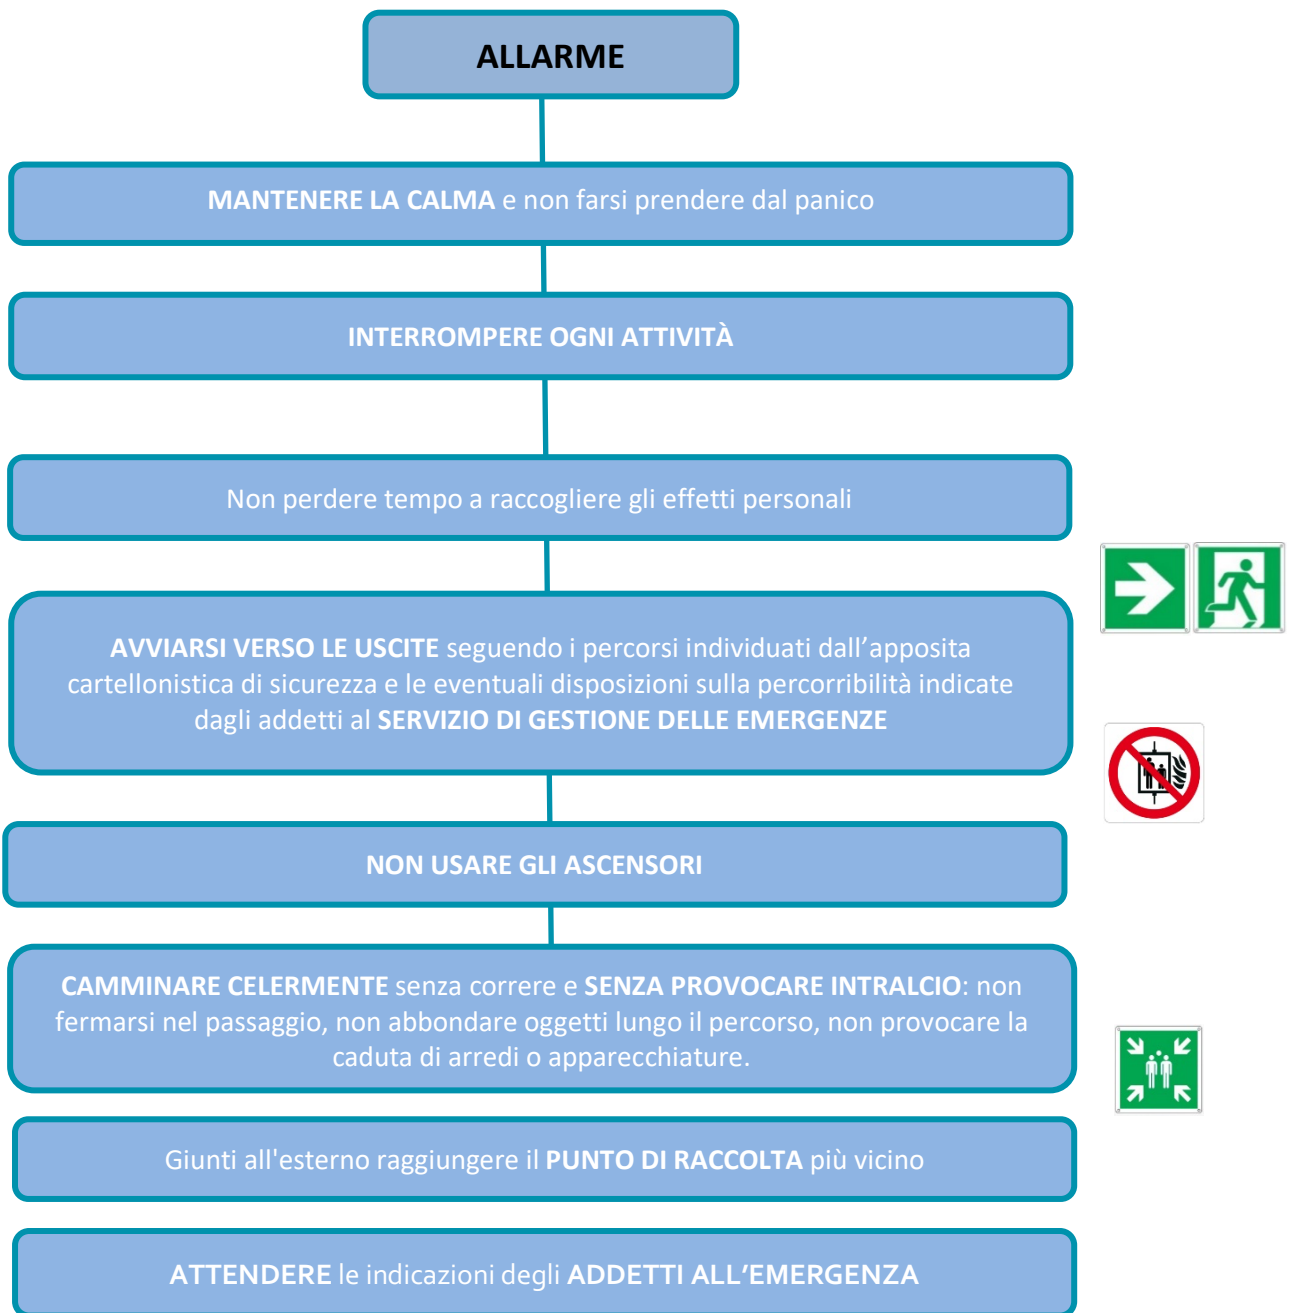 ALLARME
MANTENERE LA CALMA e non farsi prendere dal panico
INTERROMPERE OGNI ATTIVITÀ
Non perdere tempo a raccogliere gli effetti personali
AVVIARSI VERSO LE USCITE seguendo i percorsi individuati dall’apposita
cartellonistica di sicurezza e le eventuali disposizioni sulla percorribilità indicate
dagli addetti al SERVIZIO DI GESTIONE DELLE EMERGENZE
NON USARE GLI ASCENSORI
CAMMINARE CELERMENTE senza correre e SENZA PROVOCARE INTRALCIO: non
fermarsi nel passaggio, non abbondare oggetti lungo il percorso, non provocare la
caduta di arredi o apparecchiature.
Giunti all'esterno raggiungere il PUNTO DI RACCOLTA più vicino
ATTENDERE le indicazioni degli ADDETTI ALL’EMERGENZA